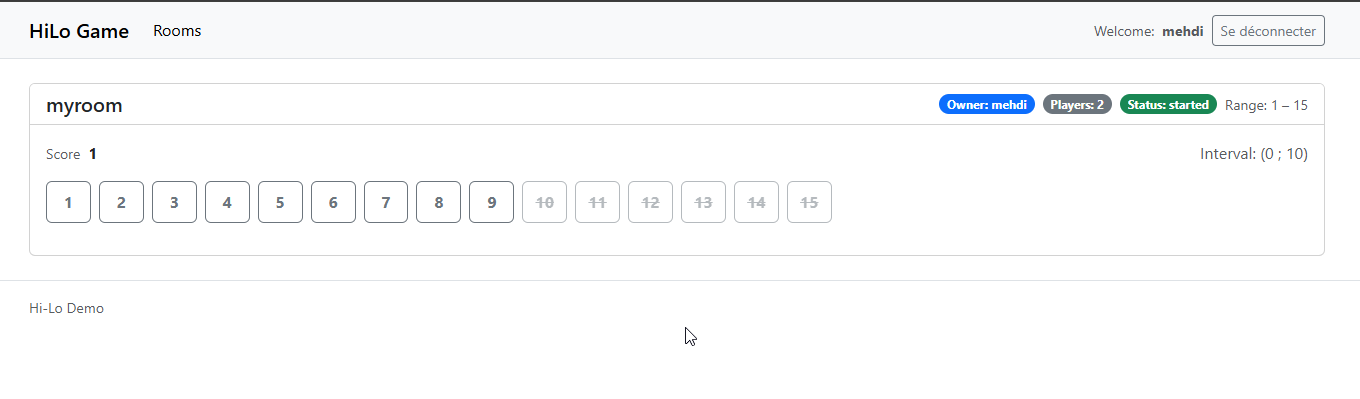 HiLo Game Rooms Welcome: mehdi Se déconnecter
myroom Owner: mehdi Players: 2 Status: started Range: 1 – 15
Score 1 Interval: (0 ; 10)
1 2 3 4 5 6 7 8 9 10 11 12 13 14 15
Hi-Lo Demo